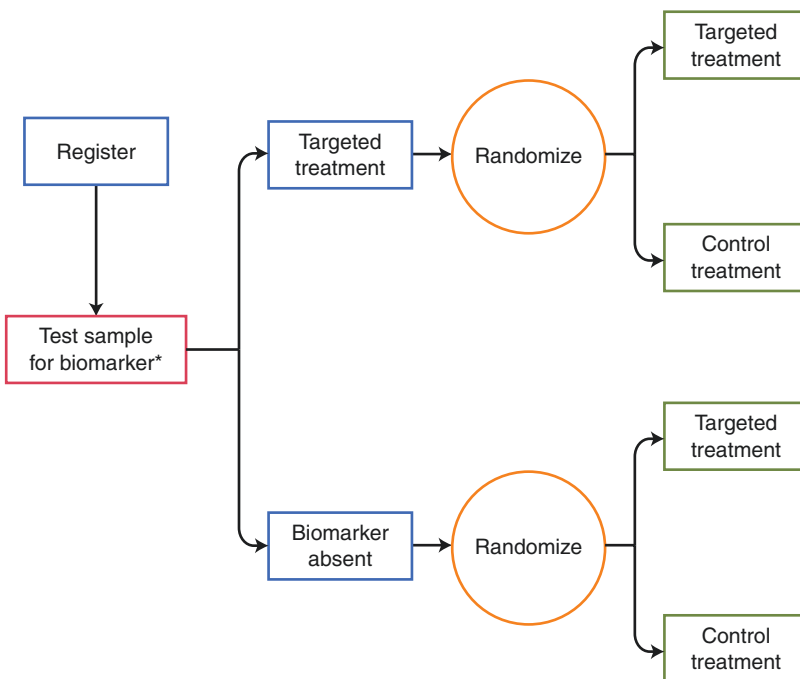 Register
Test sample
for biomarker*
Targeted
treatment
Randomize
Targeted
treatment
Control
treatment
Biomarker
absent
Randomize
Targeted
treatment
Control
treatment